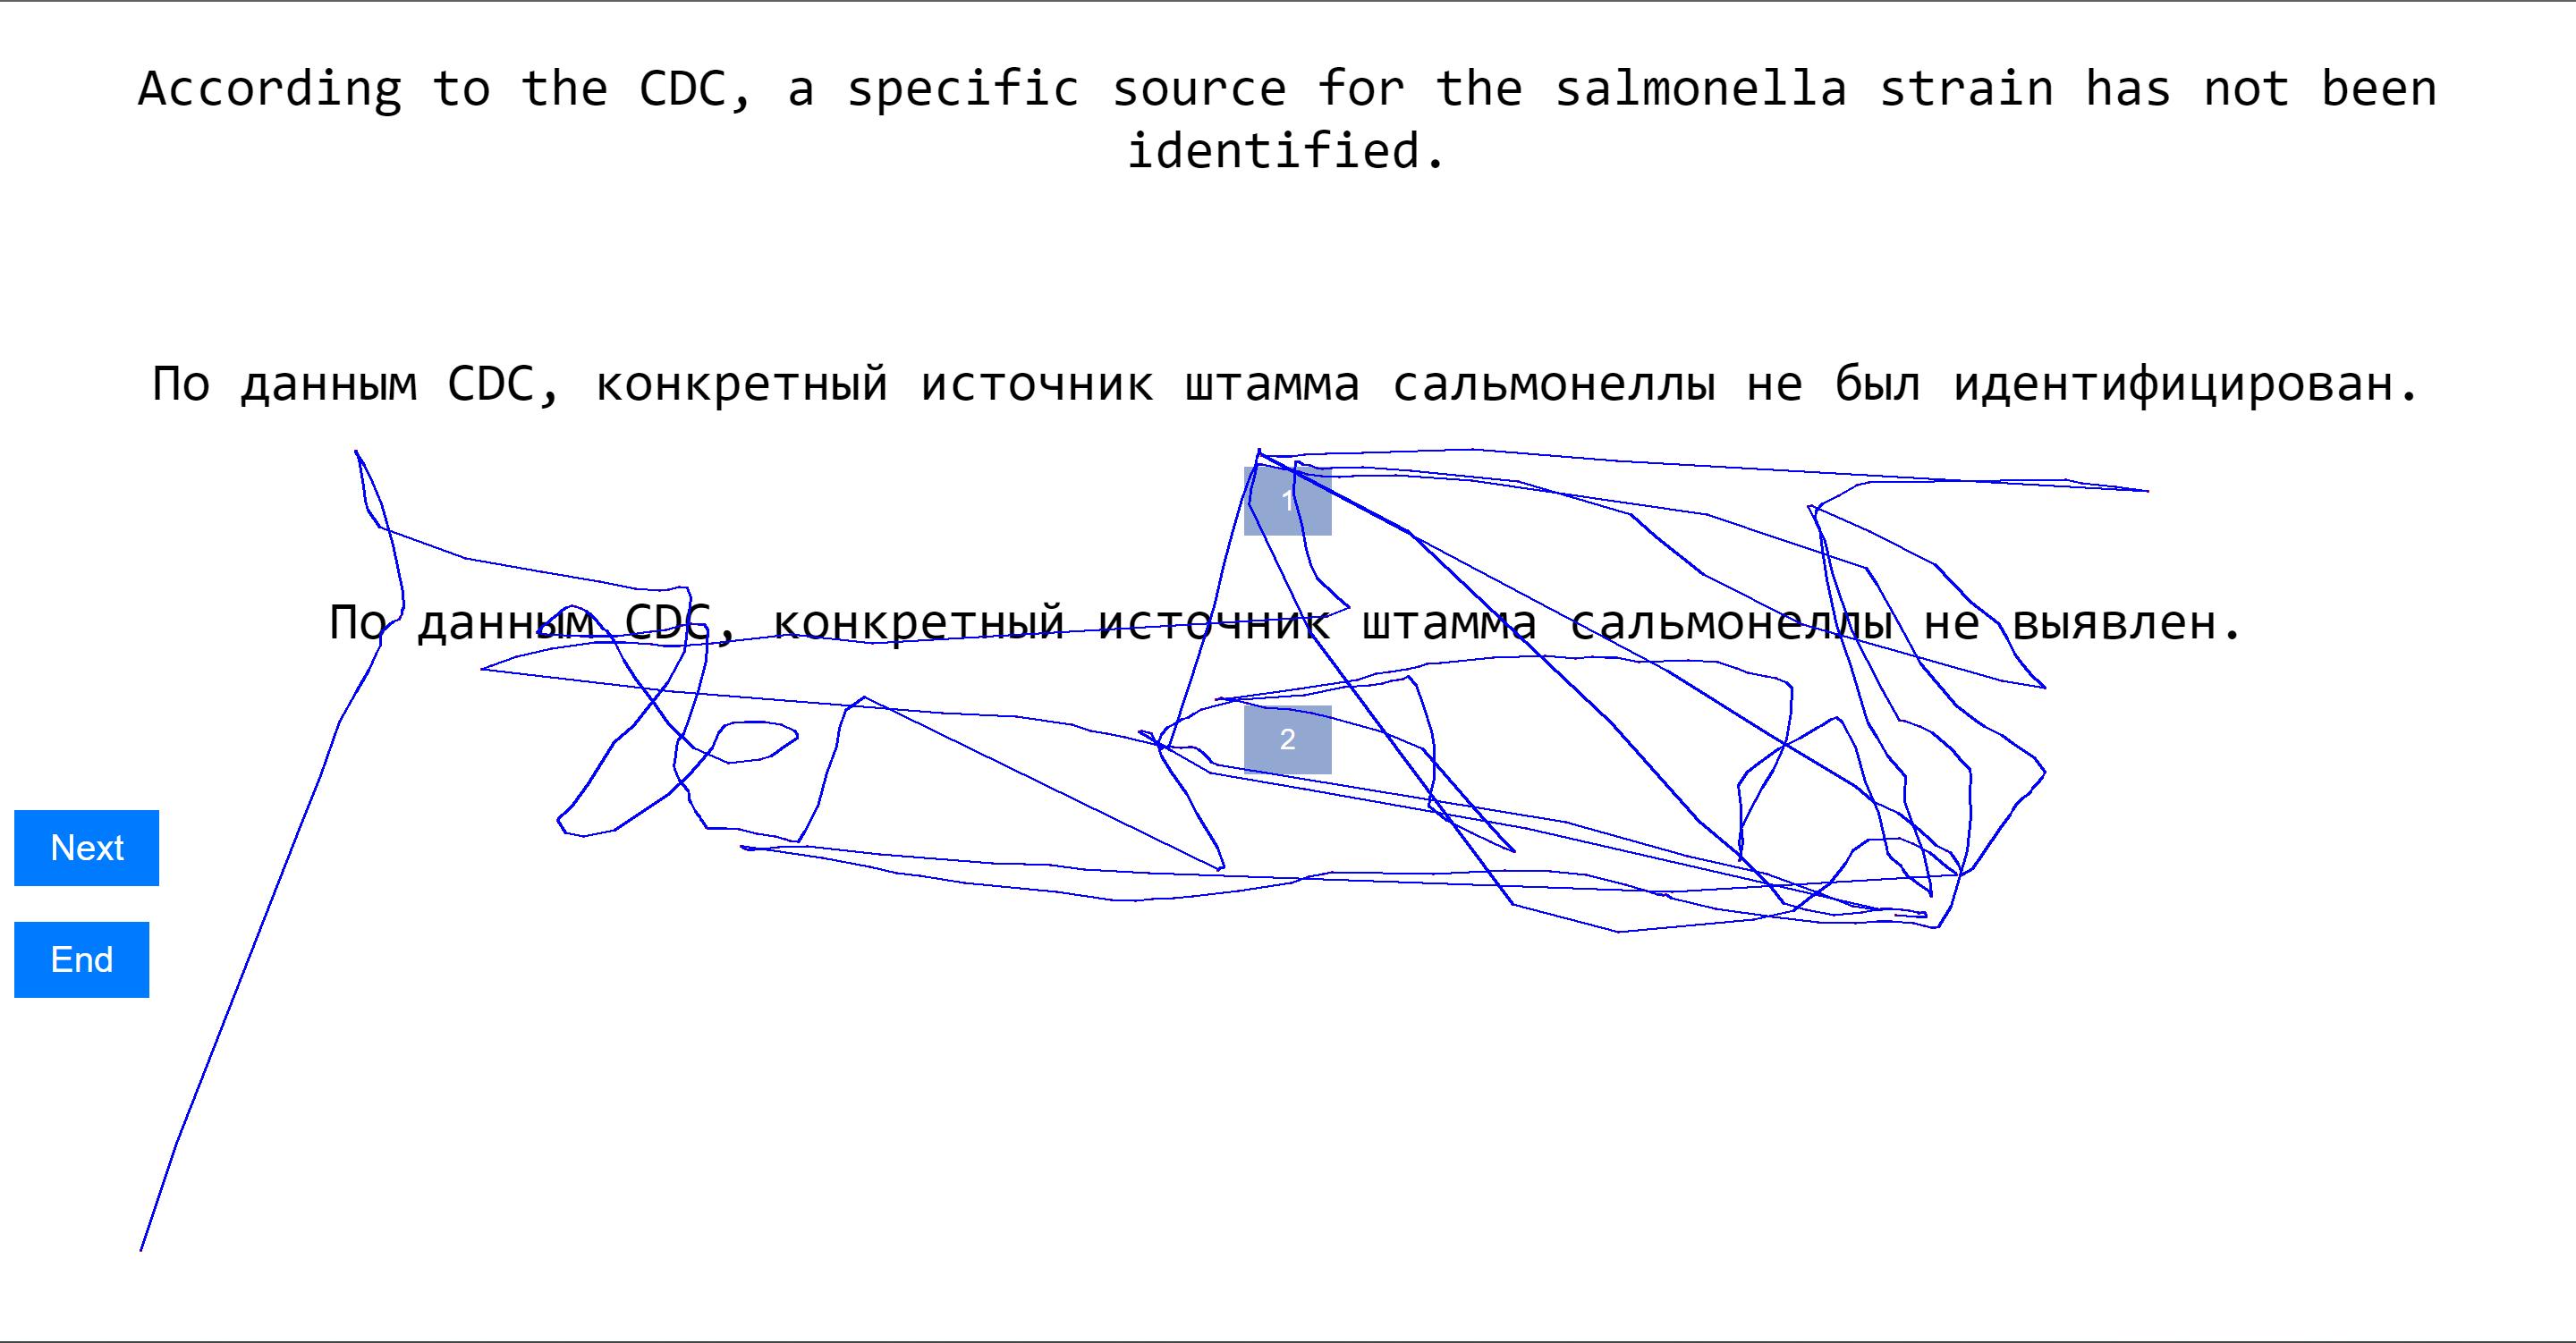 According to the CDC, a specific source for the salmonella strain has not been
identified.
По данным CDC, конкретный источник штамма сальмонеллы не был идентифицирован.
1
По данным CDC, конкретный источник штамма сальмонеллы не выявлен.
2
Next
End